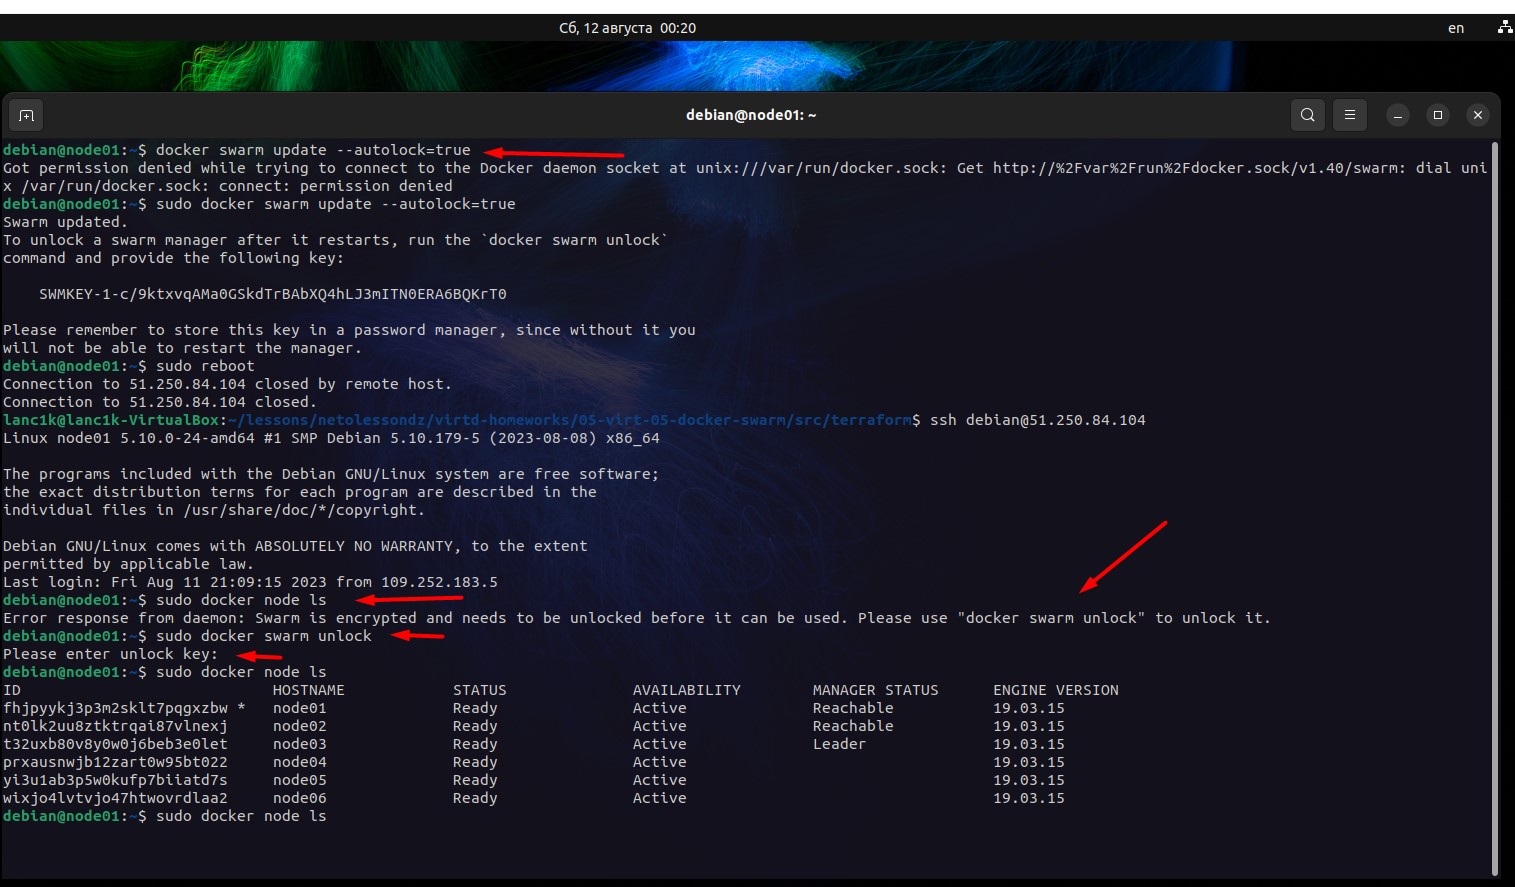 Сб, 12 августа 00:20
en
debian@node01: ~
debian@node01:~$ docker swarm update --autolock=true
Got permission denied while trying to connect to the Docker daemon socket at unix:///var/run/docker.sock: Get http://%2Fvar%2Frun%2Fdocker.sock/v1.40/swarm: dial uni
x /var/run/docker.sock: connect: permission denied
debian@node01:~$ sudo docker swarm update --autolock=true
Swarm updated.
To unlock a swarm manager after it restarts, run the `docker swarm unlock`
command and provide the following key:
SWMKEY-1-c/9ktxvqAMa0GSkdTrBAbXQ4hLJ3mITN0ERA6BQKrT0
Please remember to store this key in a password manager, since without it you
will not be able to restart the manager.
debian@node01:~$ sudo reboot
Connection to 51.250.84.104 closed by remote host.
Connection to 51.250.84.104 closed.
lanc1k@lanc1k-VirtualBox:~/lessons/netolessondz/virtd-homeworks/05-virt-05-docker-swarm/src/terraform$ ssh debian@51.250.84.104
Linux node01 5.10.0-24-amd64 #1 SMP Debian 5.10.179-5 (2023-08-08) x86_64
The programs included with the Debian GNU/Linux system are free software;
the exact distribution terms for each program are described in the
individual files in /usr/share/doc/*/copyright.
Debian GNU/Linux comes with ABSOLUTELY NO WARRANTY, to the extent
permitted by applicable law.
Last login: Fri Aug 11 21:09:15 2023 from 109.252.183.5
debian@node01:~$ sudo docker node ls
Error response from daemon: Swarm is encrypted and needs to be unlocked before it can be used. Please use "docker swarm unlock" to unlock it.
debian@node01:~$ sudo docker swarm unlock
Please enter unlock key:
debian@node01:~$ sudo docker node ls
ID HOSTNAME STATUS AVAILABILITY MANAGER STATUS ENGINE VERSION
fhjpyykj3p3m2sklt7pqgxzbw * node01 Ready Active Reachable 19.03.15
nt0lk2uu8ztktrqai87vlnexj node02 Ready Active Reachable 19.03.15
t32uxb80v8y0w0j6beb3e0let node03 Ready Active Leader 19.03.15
prxausnwjb12zart0w95bt022 node04 Ready Active 19.03.15
yi3u1ab3p5w0kufp7biiatd7s node05 Ready Active 19.03.15
wixjo4lvtvjo47htwovrdlaa2 node06 Ready Active 19.03.15
debian@node01:~$ sudo docker node ls